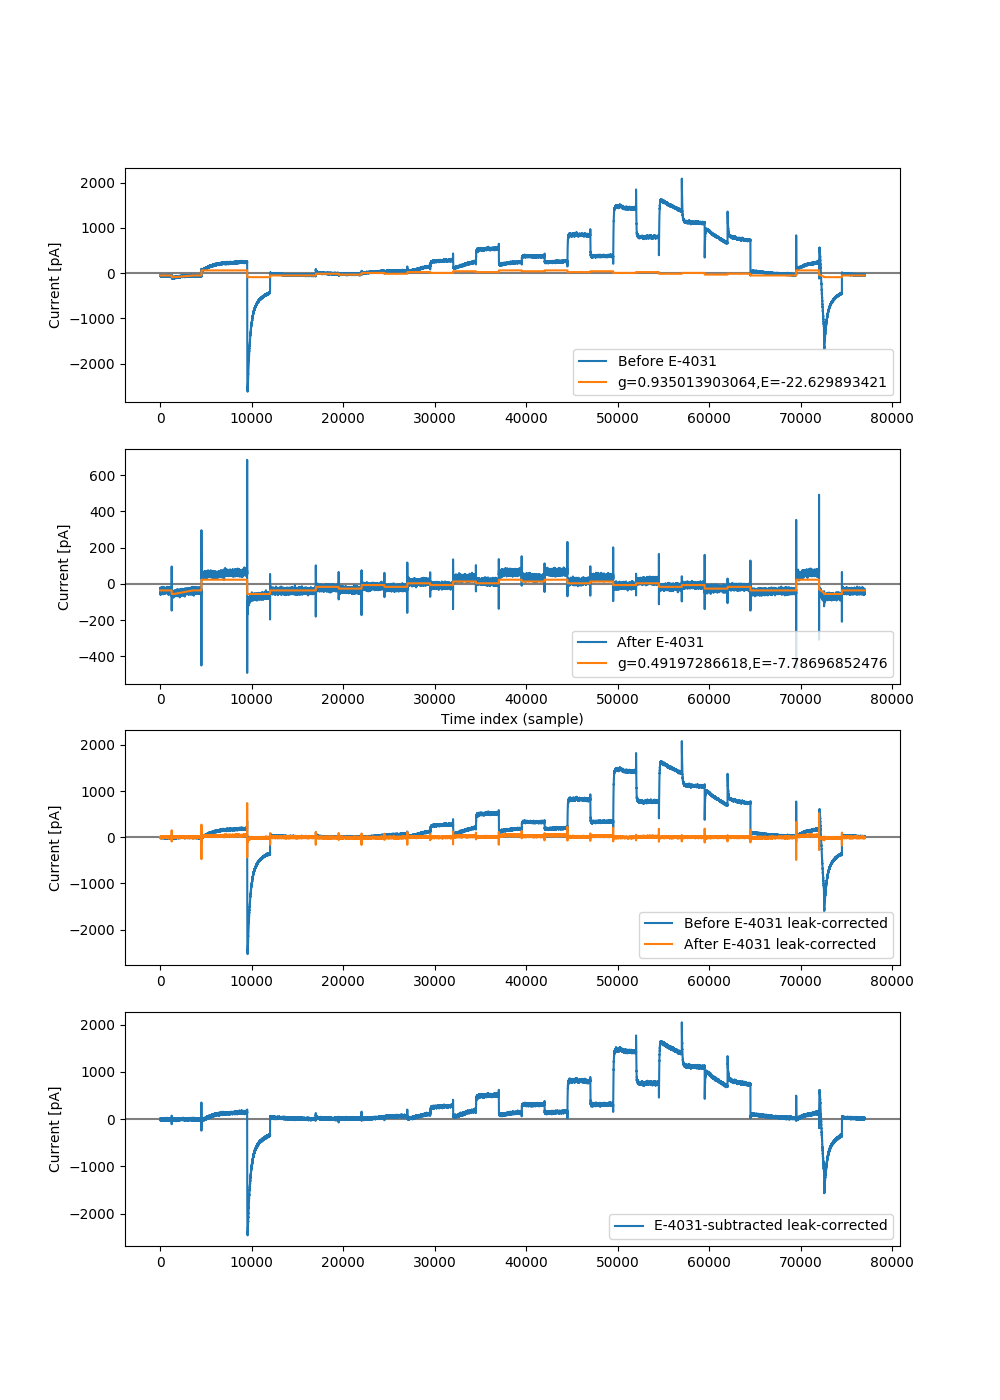 2000
1000
0
−1000
−2000
Current [pA]
Before E-4031
g=0.935013903064,E=-22.629893421
0 10000 20000 30000 40000 50000 60000 70000 80000
600
400
200
0
−200
−400
Current [pA]
After E-4031
g=0.49197286618,E=-7.78696852476
0 10000 20000 30000 40000 50000 60000 70000 80000
Time index (sample)
2000
1000
0
−1000
−2000
Current [pA]
Before E-4031 leak-corrected
After E-4031 leak-corrected
0 10000 20000 30000 40000 50000 60000 70000 80000
2000
1000
0
−1000
−2000
Current [pA]
E-4031-subtracted leak-corrected
0 10000 20000 30000 40000 50000 60000 70000 80000